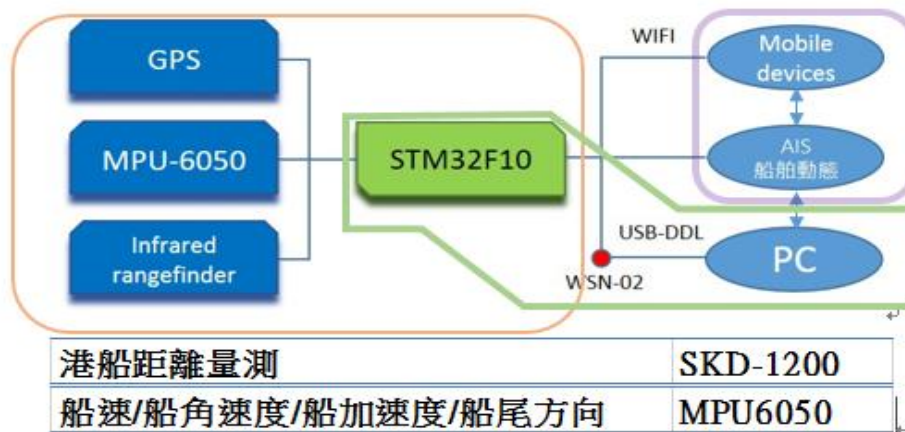 GPS
MPU-6050
Infrared
rangefinder
STM32F10
WIFI
Mobile
devices
AIS
船舶動態
USB-DDL
PC
WSN-02
港船距離量測 SKD-1200
船速/船角速度/船加速度/船尾方向 MPU6050